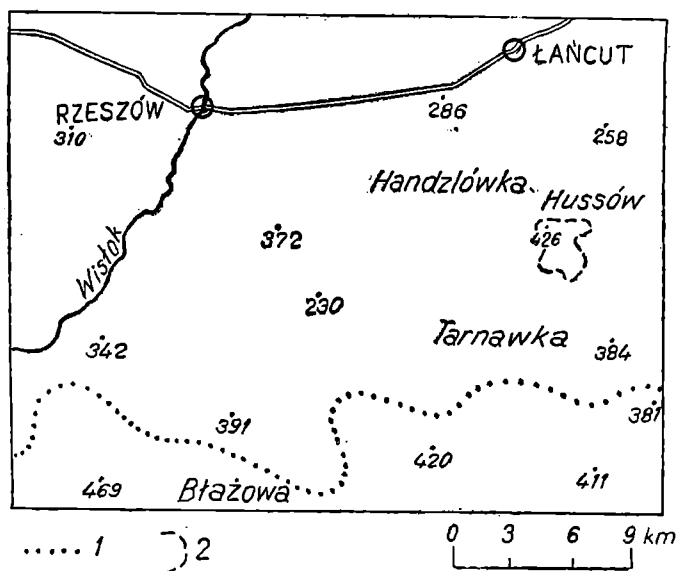 ŁAŃCUT
RZESZÓW
286
310
258
Handzlówka
Hussów
426
372
Wisłok
230
342
Tarnawka
384
381
391
420
469
Błażowa
411
1
2
0 3 6 9 km